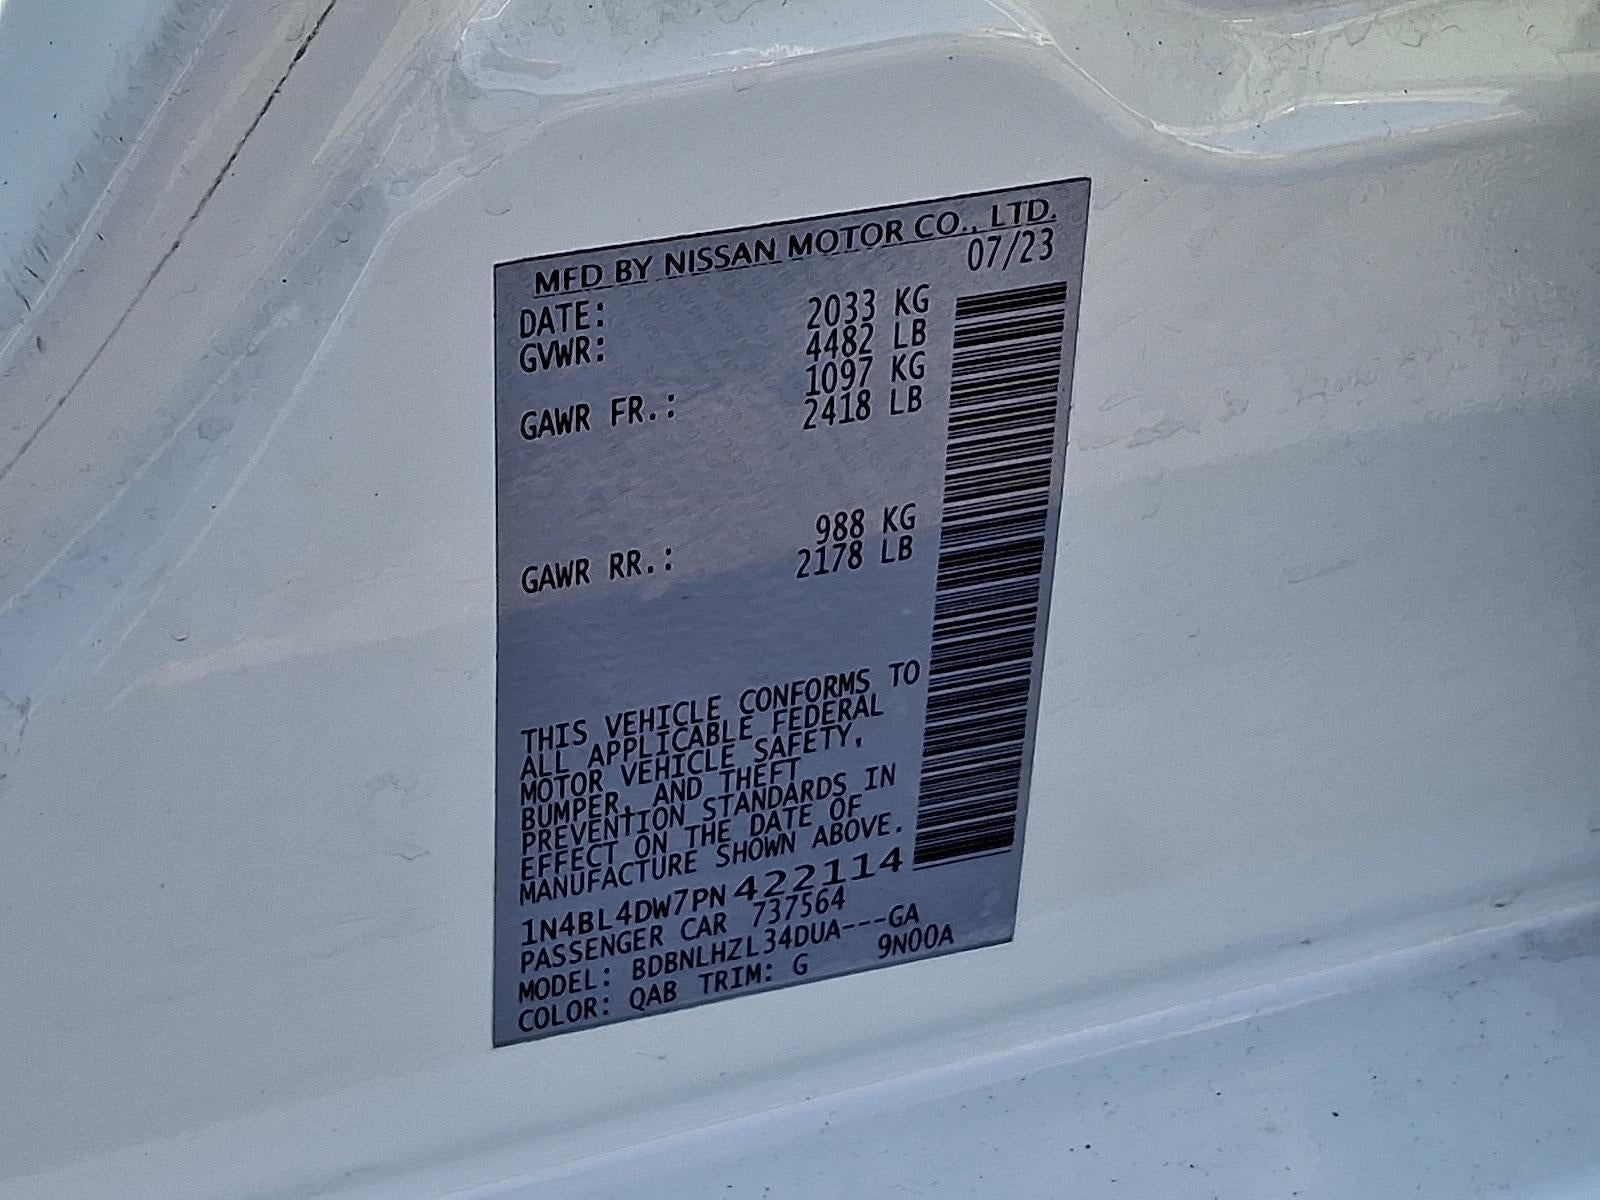 MFD BY NISSAN MOTOR CO., LTD.
DATE: 07/23
GVWR: 2033 KG
4482 LB
GAWR FR.: 1097 KG
2418 LB
GAWR RR.: 988 KG
2178 LB
THIS VEHICLE CONFORMS TO
ALL APPLICABLE FEDERAL
MOTOR VEHICLE SAFETY,
BUMPER, AND THEFT
PREVENTION STANDARDS IN
EFFECT ON THE DATE OF
MANUFACTURE SHOWN ABOVE.
1N4BL4DW7PN422114
PASSENGER CAR 737564
MODEL: BDBNLHZL34DUA---GA
COLOR: QAB TRIM: G 9N00A